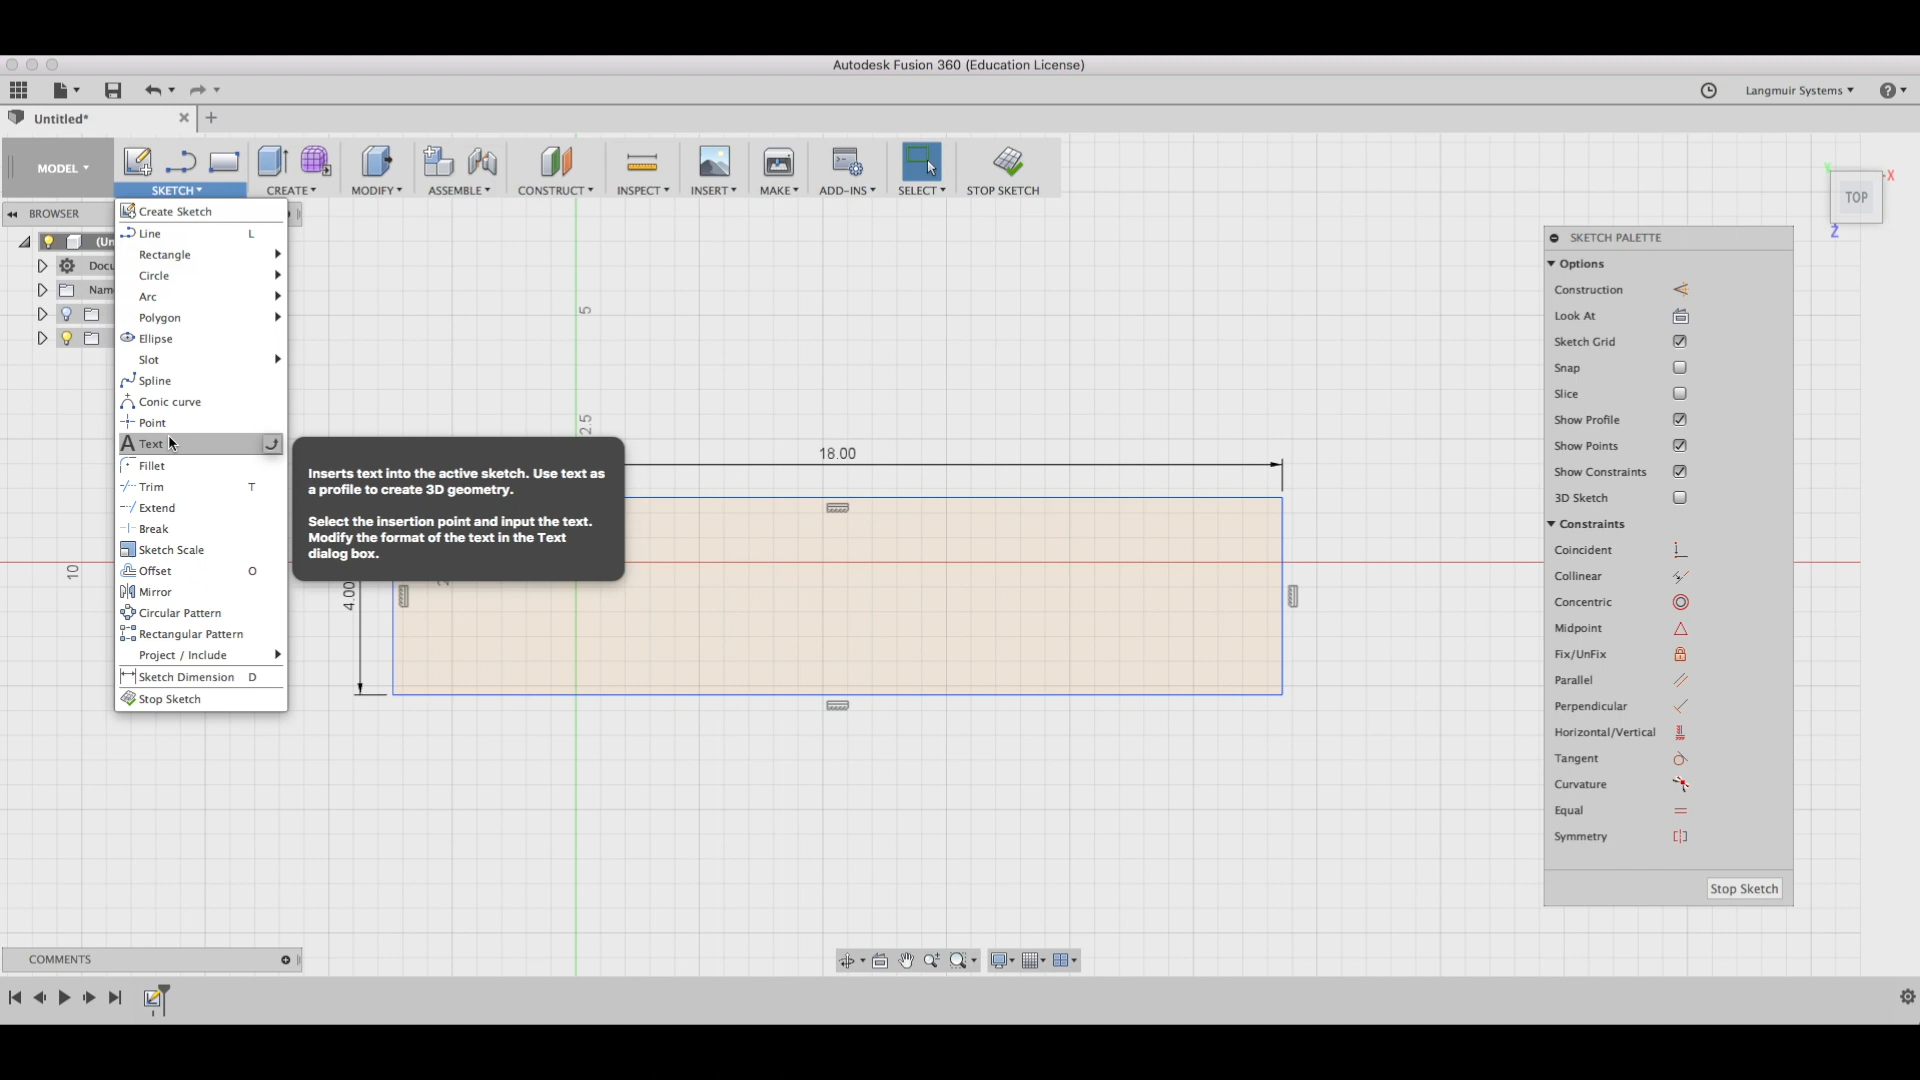 Autodesk Fusion 360 (Education License)
Langmuir Systems
Untitled*
MODEL
SKETCH
CREATE
MODIFY
ASSEMBLE
CONSTRUCT
INSPECT
INSERT
MAKE
ADD-INS
SELECT
STOP SKETCH
BROWSER
(Un
Docu
Nam
Create Sketch
Line L
Rectangle
Circle
Arc
Polygon
Ellipse
Slot
Spline
Conic curve
Point
A Text
Fillet
Trim T
Extend
Break
Sketch Scale
Offset O
Mirror
Circular Pattern
Rectangular Pattern
Project / Include
Sketch Dimension D
Stop Sketch
Inserts text into the active sketch. Use text as
a profile to create 3D geometry.
Select the insertion point and input the text.
Modify the format of the text in the Text
dialog box.
5
2.5
18.00
10
4.00
TOP
X
Y
Z
SKETCH PALETTE
Options
Construction
Look At
Sketch Grid
Snap
Slice
Show Profile
Show Points
Show Constraints
3D Sketch
Constraints
Coincident
Collinear
Concentric
Midpoint
Fix/UnFix
Parallel
Perpendicular
Horizontal/Vertical
Tangent
Curvature
Equal
Symmetry
Stop Sketch
COMMENTS